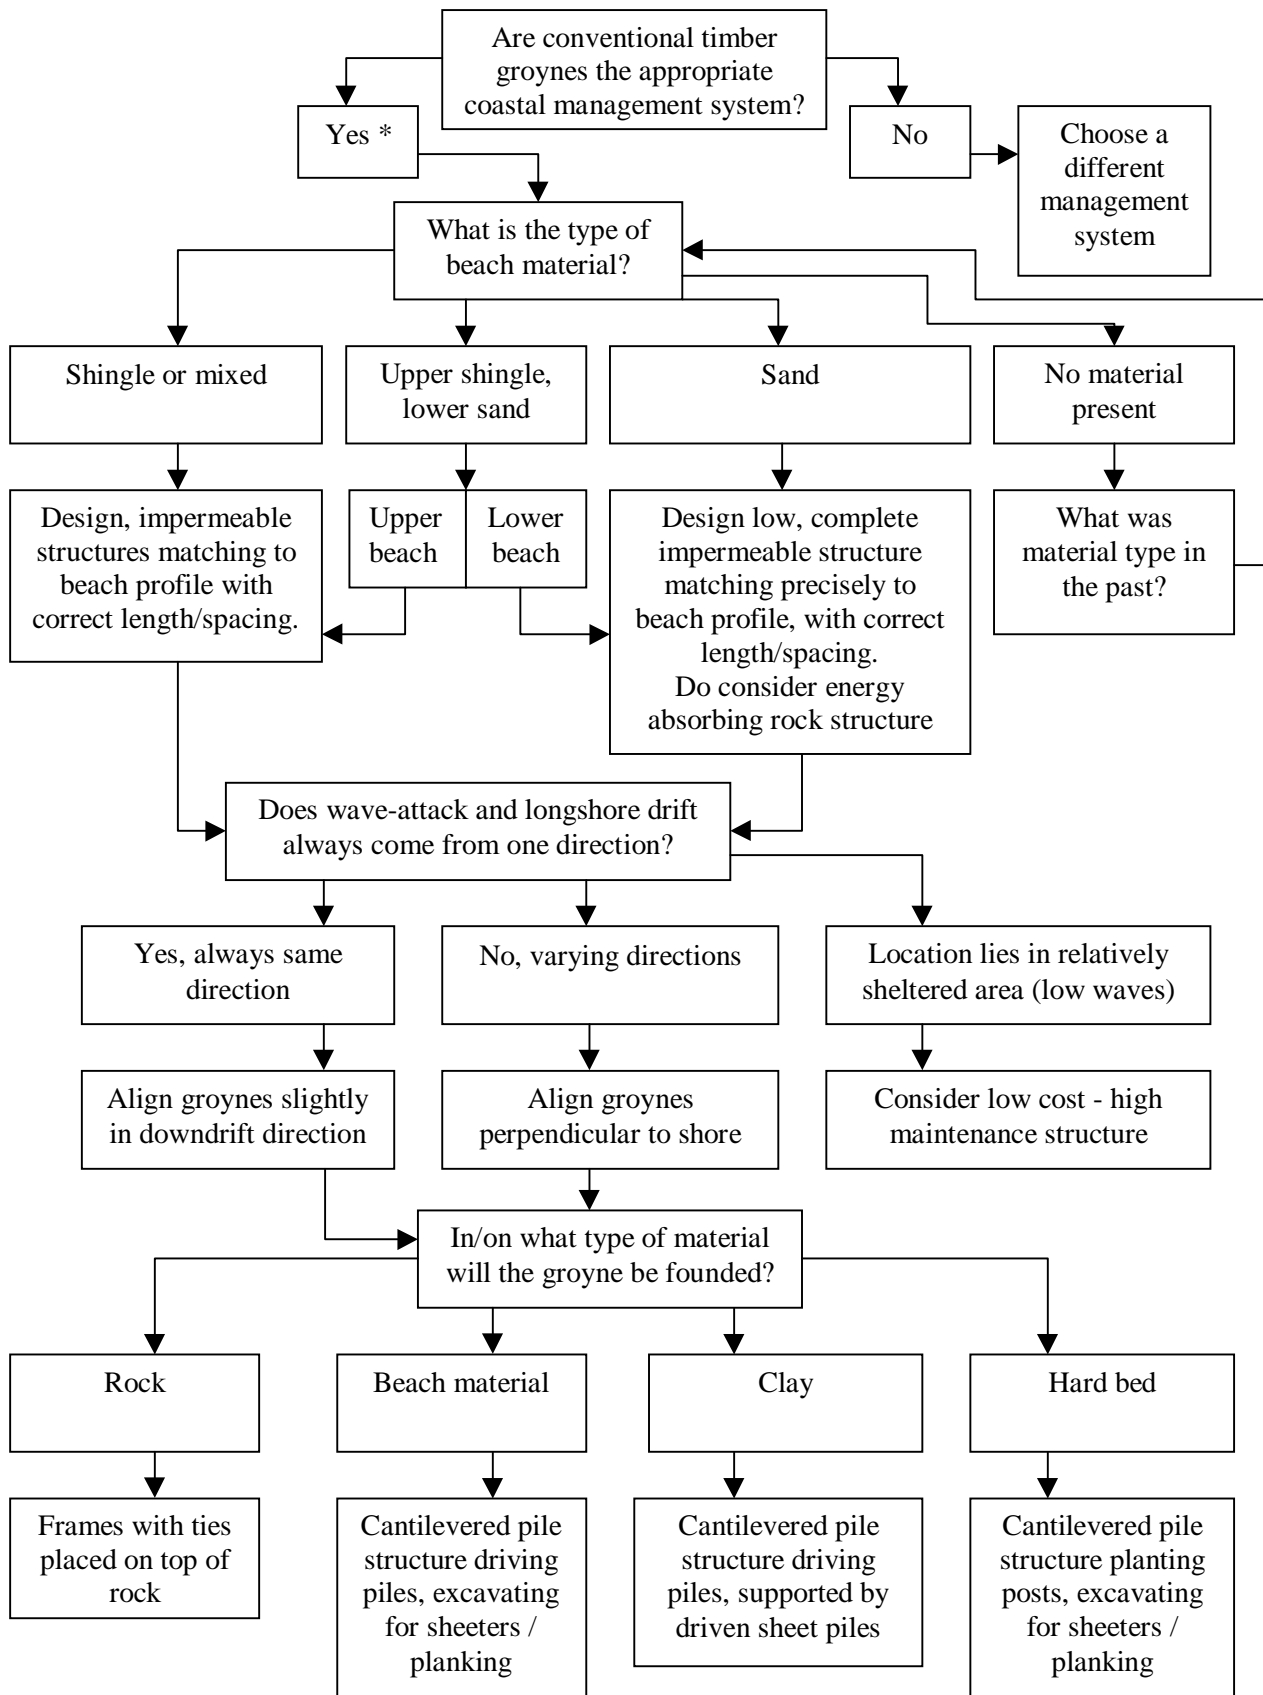 Are conventional timber
groynes the appropriate
coastal management system?
Yes *
No
Choose a
different
management
system
What is the type of
beach material?
Shingle or mixed
Upper shingle,
lower sand
Sand
No material
present
Design, impermeable
structures matching to
beach profile with
correct length/spacing.
Upper
beach
Lower
beach
Design low, complete
impermeable structure
matching precisely to
beach profile, with correct
length/spacing.
Do consider energy
absorbing rock structure
What was
material type in
the past?
Does wave-attack and longshore drift
always come from one direction?
Yes, always same
direction
No, varying directions
Location lies in relatively
sheltered area (low waves)
Align groynes slightly
in downdrift direction
Align groynes
perpendicular to shore
Consider low cost - high
maintenance structure
In/on what type of material
will the groyne be founded?
Rock
Beach material
Clay
Hard bed
Frames with ties
placed on top of
rock
Cantilevered pile
structure driving
piles, excavating
for sheeters /
planking
Cantilevered pile
structure driving
piles, supported by
driven sheet piles
Cantilevered pile
structure planting
posts, excavating
for sheeters /
planking